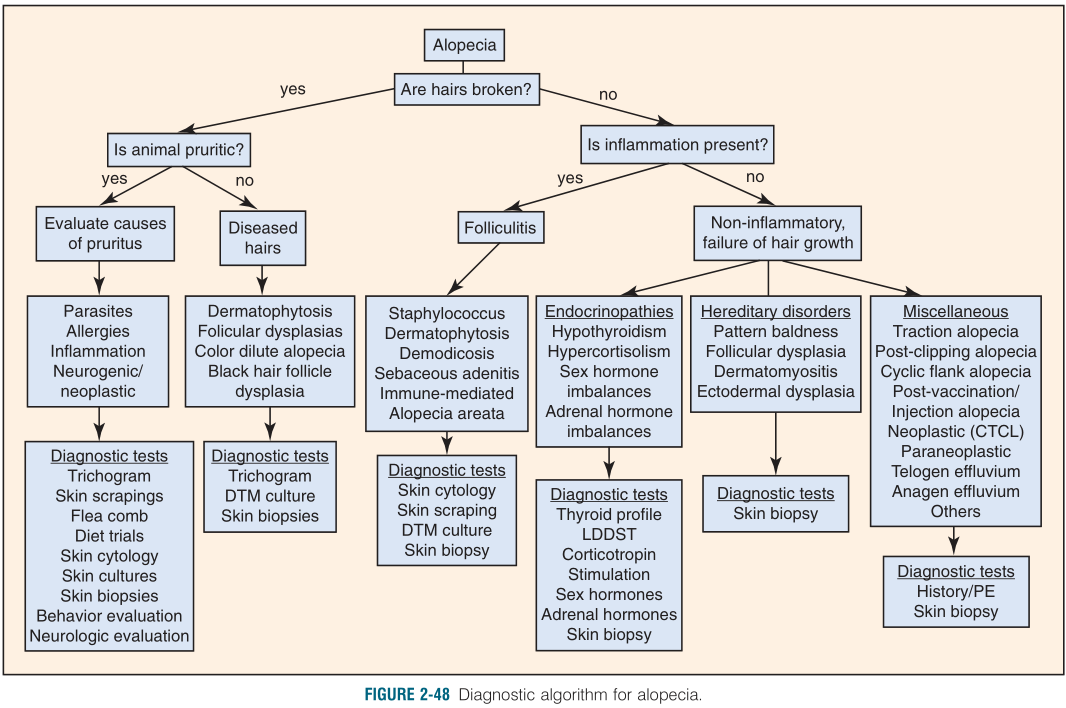 Alopecia
Are hairs broken?
yes
no
Is animal pruritic?
Is inflammation present?
yes
no
yes
no
Evaluate causes
of pruritus
Diseased
hairs
Folliculitis
Non-inflammatory,
failure of hair growth
Parasites
Allergies
Inflammation
Neurogenic/
neoplastic
Dermatophytosis
Folicular dysplasias
Color dilute alopecia
Black hair follicle
dysplasia
Staphylococcus
Dermatophytosis
Demodicosis
Sebaceous adenitis
Immune-mediated
Alopecia areata
Endocrinopathies
Hypothyroidism
Hypercortisolism
Sex hormone
imbalances
Adrenal hormone
imbalances
Hereditary disorders
Pattern baldness
Follicular dysplasia
Dermatomyositis
Ectodermal dysplasia
Miscellaneous
Traction alopecia
Post-clipping alopecia
Cyclic flank alopecia
Post-vaccination/
Injection alopecia
Neoplastic (CTCL)
Paraneoplastic
Telogen effluvium
Anagen effluvium
Others
Diagnostic tests
Trichogram
Skin scrapings
Flea comb
Diet trials
Skin cytology
Skin cultures
Skin biopsies
Behavior evaluation
Neurologic evaluation
Diagnostic tests
Trichogram
DTM culture
Skin biopsies
Diagnostic tests
Skin cytology
Skin scraping
DTM culture
Skin biopsy
Diagnostic tests
Thyroid profile
LDDST
Corticotropin
Stimulation
Sex hormones
Adrenal hormones
Skin biopsy
Diagnostic tests
Skin biopsy
Diagnostic tests
History/PE
Skin biopsy
FIGURE 2-48 Diagnostic algorithm for alopecia.